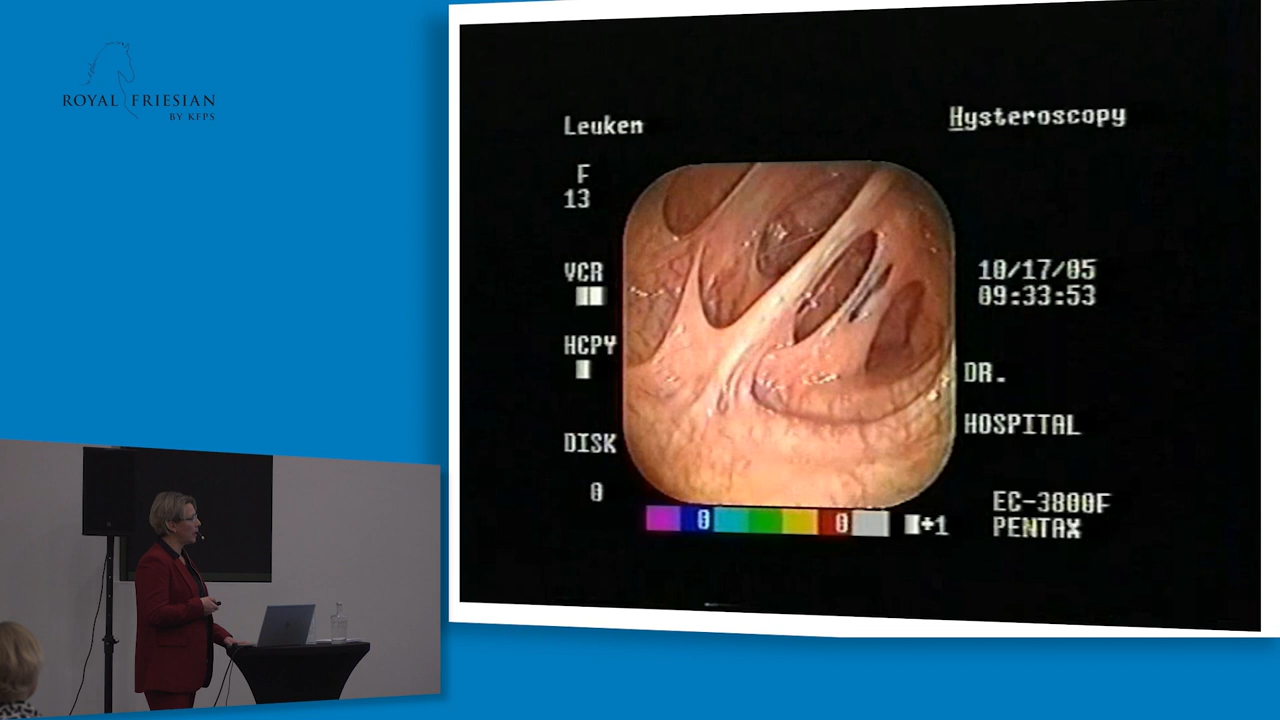 ROYAL FRIESIAN
BY KFPS
Leuken
Hysteroscopy
F
13
VCR
10/17/05
09:33:53
HCPY
DR.
HOSPITAL
DISK
0
EC-3800F
PENTAX
0
0
+1